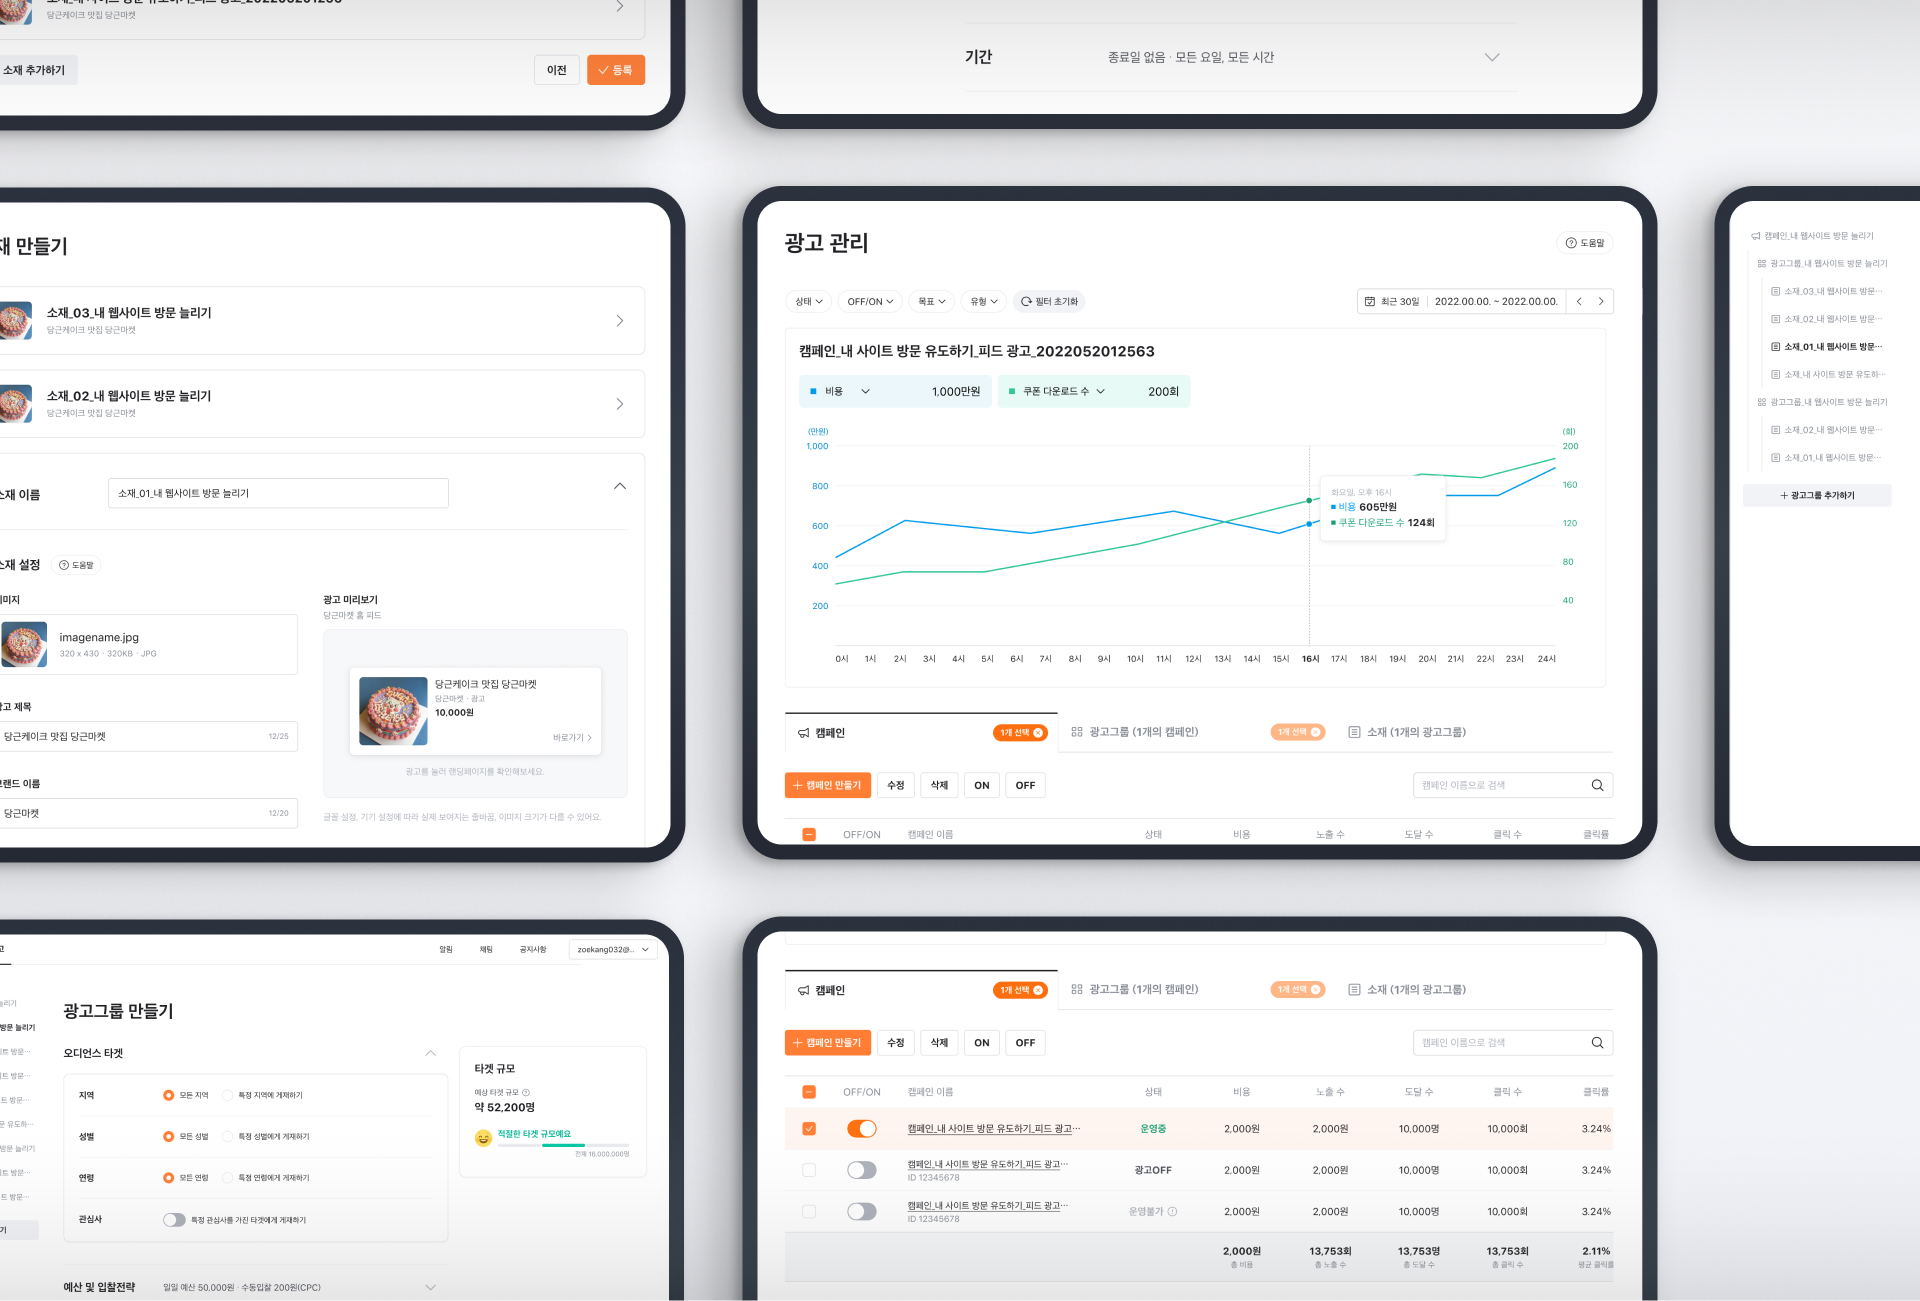 당근케이크 맛집 당근마켓
소재 추가하기
이전
등록
기간
종료일 없음 · 모든 요일, 모든 시간
재 만들기
소재_03_내 웹사이트 방문 늘리기
당근케이크 맛집 당근마켓
소재_02_내 웹사이트 방문 늘리기
당근케이크 맛집 당근마켓
소재 이름
소재_01_내 웹사이트 방문 늘리기
소재 설정
도움말
이미지
imagename.jpg
320 x 430 · 320KB · JPG
광고 제목
당근케이크 맛집 당근마켓
12/25
브랜드 이름
당근마켓
12/20
광고 미리보기
당근마켓 홈 피드
당근케이크 맛집 당근마켓
당근마켓 · 광고
10,000원
바로가기
광고를 눌러 랜딩페이지를 확인해보세요.
글꼴 설정, 기기 설정에 따라 실제 보여지는 줄바꿈, 이미지 크기가 다를 수 있어요.
광고 관리
도움말
상태
OFF/ON
목표
유형
필터 초기화
최근 30일
2022.00.00. ~ 2022.00.00.
캠페인_내 사이트 방문 유도하기_피드 광고_2022052012563
비용
1,000만원
쿠폰 다운로드 수
200회
(만원)
1,000
800
600
400
200
(회)
200
160
120
80
40
화요일, 오후 16시
비용 605만원
쿠폰 다운로드 수 124회
0시 1시 2시 3시 4시 5시 6시 7시 8시 9시 10시 11시 12시 13시 14시 15시 16시 17시 18시 19시 20시 21시 22시 23시 24시
캠페인
1개 선택
광고그룹 (1개의 캠페인)
1개 선택
소재 (1개의 광고그룹)
+ 캠페인 만들기
수정
삭제
ON
OFF
캠페인 이름으로 검색
OFF/ON 캠페인 이름 상태 비용 노출 수 도달 수 클릭 수 클릭률
캠페인_내 웹사이트 방문 늘리기
광고그룹_내 웹사이트 방문 늘리기
소재_03_내 웹사이트 방문…
소재_02_내 웹사이트 방문…
소재_01_내 웹사이트 방문…
소재_내 사이트 방문 유도하…
광고그룹_내 웹사이트 방문 늘리기
소재_02_내 웹사이트 방문…
소재_01_내 웹사이트 방문…
+ 광고그룹 추가하기
고
알림
채팅
공지사항
zoekang032@..
늘리기
방문 늘리기
트 방문…
트 방문…
트 방문…
문 유도하…
방문 늘리기
트 방문…
트 방문…
기
광고그룹 만들기
오디언스 타겟
지역
모든 지역
특정 지역에 게재하기
성별
모든 성별
특정 성별에게 게재하기
연령
모든 연령
특정 연령에게 게재하기
관심사
특정 관심사를 가진 타겟에게 게재하기
예산 및 입찰전략
일일 예산 50,000원 · 수동입찰 200원(CPC)
타겟 규모
예상 타겟 규모
약 52,200명
적절한 타겟 규모예요
전체 16,000,000명
캠페인
1개 선택
광고그룹 (1개의 캠페인)
1개 선택
소재 (1개의 광고그룹)
+ 캠페인 만들기
수정
삭제
ON
OFF
캠페인 이름으로 검색
OFF/ON 캠페인 이름 상태 비용 노출 수 도달 수 클릭 수 클릭률
캠페인_내 사이트 방문 유도하기_피드 광고… 운영중 2,000원 2,000원 10,000명 10,000회 3.24%
캠페인_내 사이트 방문 유도하기_피드 광고… 광고OFF 2,000원 2,000원 10,000명 10,000회 3.24%
ID 12345678
캠페인_내 사이트 방문 유도하기_피드 광고… 운영불가 2,000원 2,000원 10,000명 10,000회 3.24%
ID 12345678
2,000원 13,753회 13,753명 13,753회 2.11%
총 비용 총 노출 수 총 도달 수 총 클릭 수 평균 클릭률